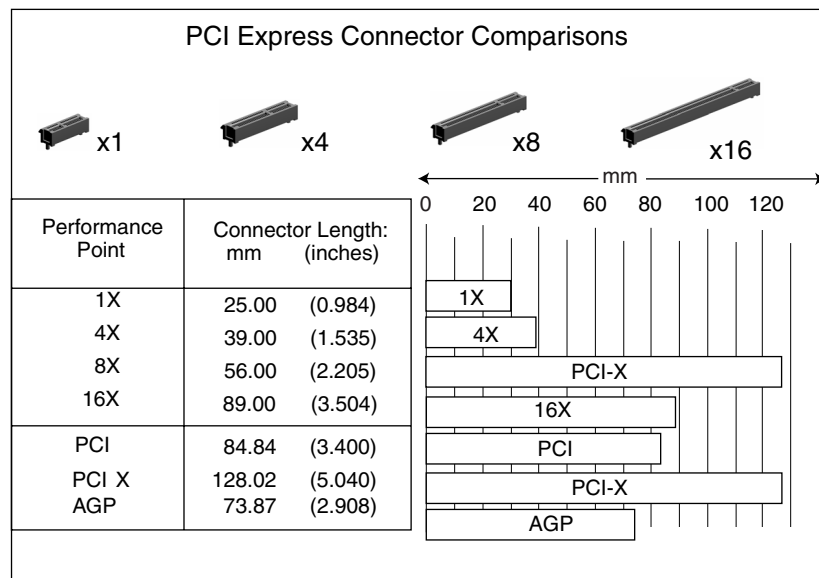 PCI Express Connector Comparisons
x1
x4
x8
x16
mm
0 20 40 60 80 100 120
Performance
Point
Connector Length:
mm (inches)
1X 25.00 (0.984)
4X 39.00 (1.535)
8X 56.00 (2.205)
16X 89.00 (3.504)
PCI 84.84 (3.400)
PCI X 128.02 (5.040)
AGP 73.87 (2.908)
1X
4X
PCI-X
16X
PCI
PCI-X
AGP